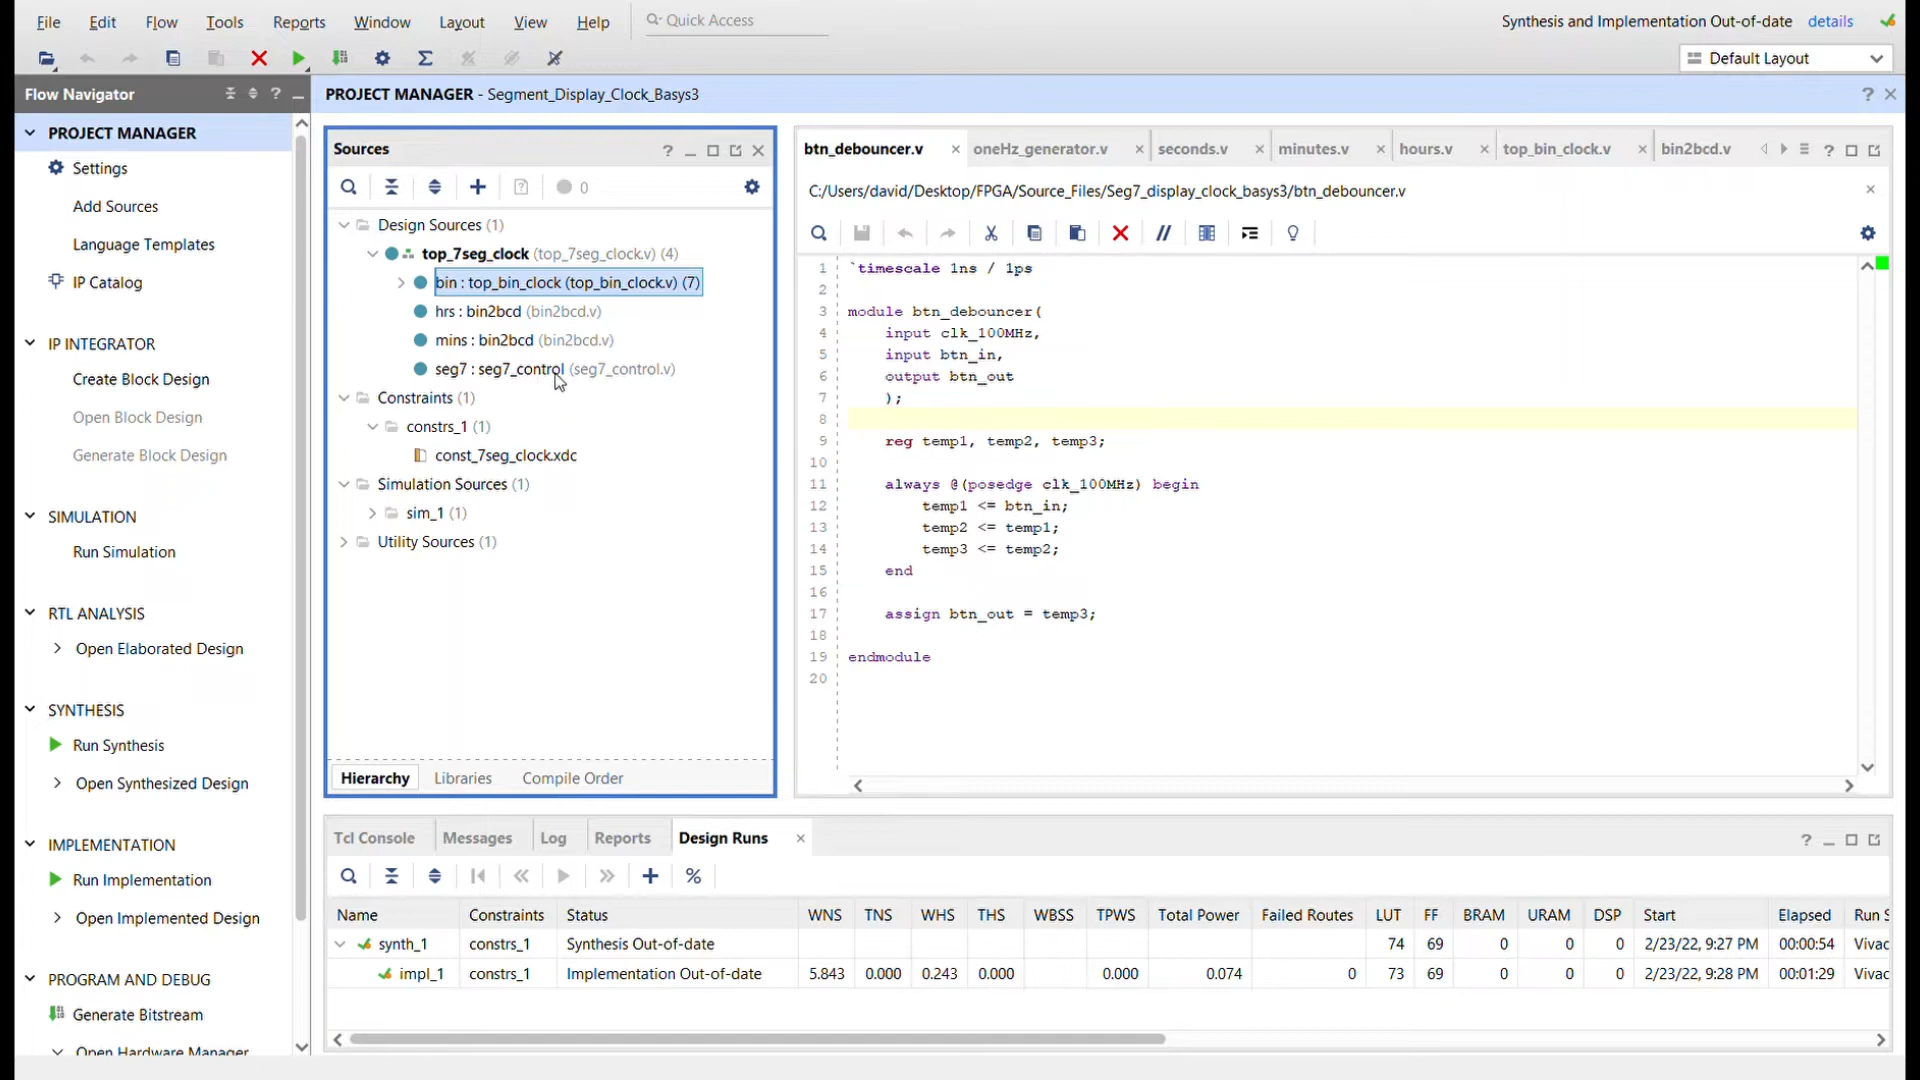 File Edit Flow Tools Reports Window Layout View Help Quick Access
Synthesis and Implementation Out-of-date details
Default Layout
Flow Navigator
PROJECT MANAGER - Segment_Display_Clock_Basys3
PROJECT MANAGER
Settings
Add Sources
Language Templates
IP Catalog
IP INTEGRATOR
Create Block Design
Open Block Design
Generate Block Design
SIMULATION
Run Simulation
RTL ANALYSIS
Open Elaborated Design
SYNTHESIS
Run Synthesis
Open Synthesized Design
IMPLEMENTATION
Run Implementation
Open Implemented Design
PROGRAM AND DEBUG
Generate Bitstream
Open Hardware Manager
Sources
0
Design Sources (1)
top_7seg_clock (top_7seg_clock.v) (4)
bin : top_bin_clock (top_bin_clock.v) (7)
hrs : bin2bcd (bin2bcd.v)
mins : bin2bcd (bin2bcd.v)
seg7 : seg7_control (seg7_control.v)
Constraints (1)
constrs_1 (1)
const_7seg_clock.xdc
Simulation Sources (1)
sim_1 (1)
Utility Sources (1)
Hierarchy Libraries Compile Order
btn_debouncer.v oneHz_generator.v seconds.v minutes.v hours.v top_bin_clock.v bin2bcd.v
C:/Users/david/Desktop/FPGA/Source_Files/Seg7_display_clock_basys3/btn_debouncer.v
1 `timescale 1ns / 1ps
2
3 module btn_debouncer(
4 input clk_100MHz,
5 input btn_in,
6 output btn_out
7 );
8
9 reg temp1, temp2, temp3;
10
11 always @(posedge clk_100MHz) begin
12 temp1 <= btn_in;
13 temp2 <= temp1;
14 temp3 <= temp2;
15 end
16
17 assign btn_out = temp3;
18
19 endmodule
20
Tcl Console Messages Log Reports Design Runs
Name Constraints Status WNS TNS WHS THS WBSS TPWS Total Power Failed Routes LUT FF BRAM URAM DSP Start Elapsed Run S
synth_1 constrs_1 Synthesis Out-of-date 74 69 0 0 0 2/23/22, 9:27 PM 00:00:54 Vivad
impl_1 constrs_1 Implementation Out-of-date 5.843 0.000 0.243 0.000 0.000 0.074 0 73 69 0 0 0 2/23/22, 9:28 PM 00:01:29 Vivad